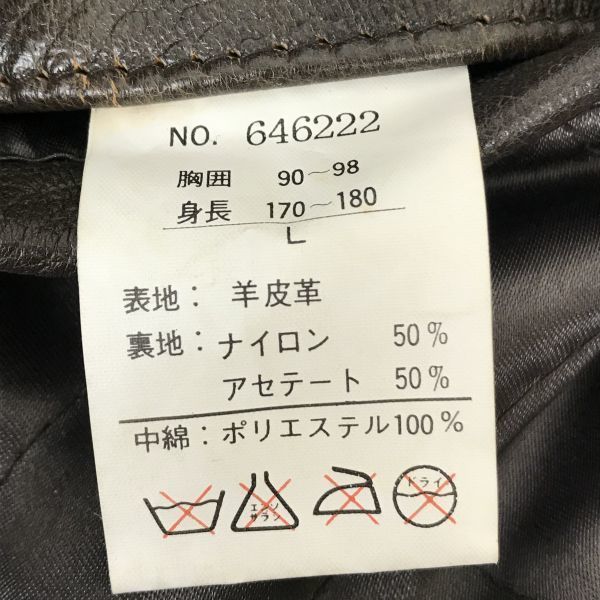 NO. 646222
胸囲 90～98
身長 170～180
L
表地： 羊皮革
裏地：ナイロン 50%
アセテート 50%
中綿：ポリエステル100%
エンソ
サラシ
ドライ